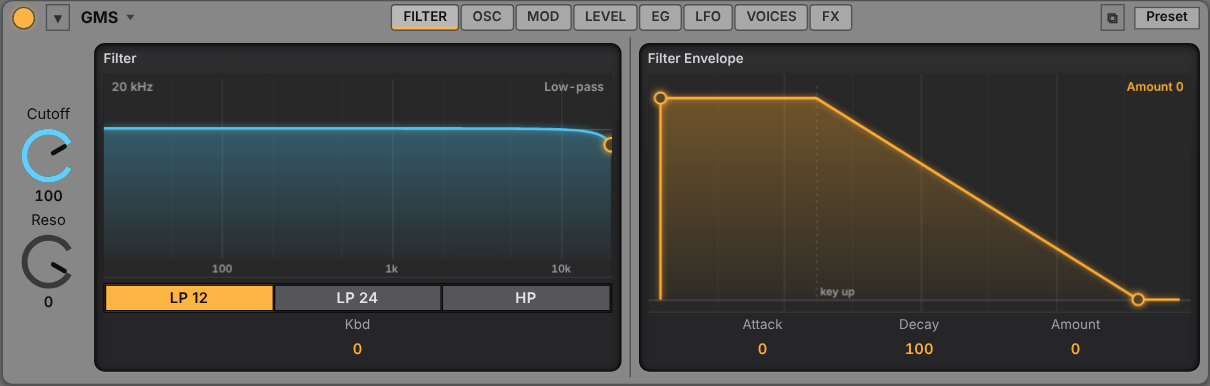 GMS
FILTER OSC MOD LEVEL EG LFO VOICES FX
Preset
Cutoff
100
Reso
0
Filter
20 kHz Low-pass
100 1k 10k
LP 12 LP 24 HP
Kbd
0
Filter Envelope
Amount 0
key up
Attack Decay Amount
0 100 0